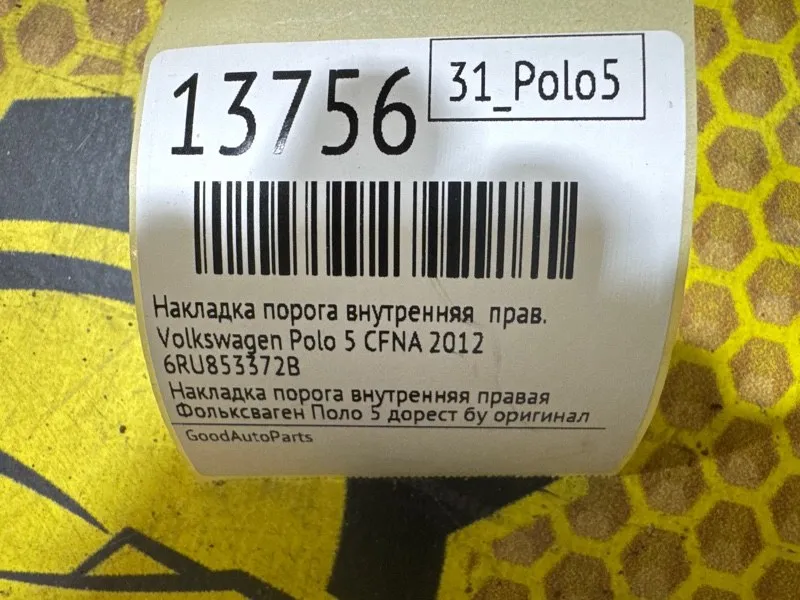 13756
31_Polo5
Накладка порога внутренняя прав.
Volkswagen Polo 5 CFNA 2012
6RU853372B
Накладка порога внутренняя правая
Фольксваген Поло 5 дорест бу оригинал
GoodAutoParts